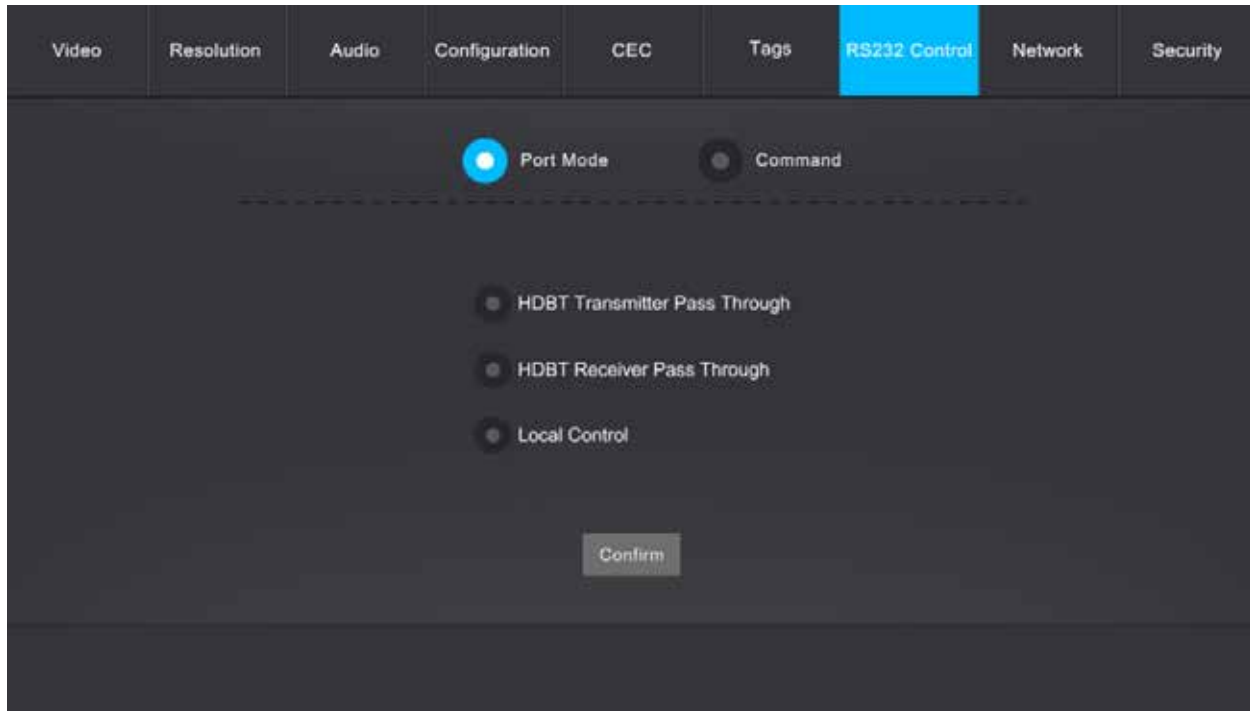 Video Resolution Audio Configuration CEC Tags RS232 Control Network Security
Port Mode Command
HDBT Transmitter Pass Through
HDBT Receiver Pass Through
Local Control
Confirm